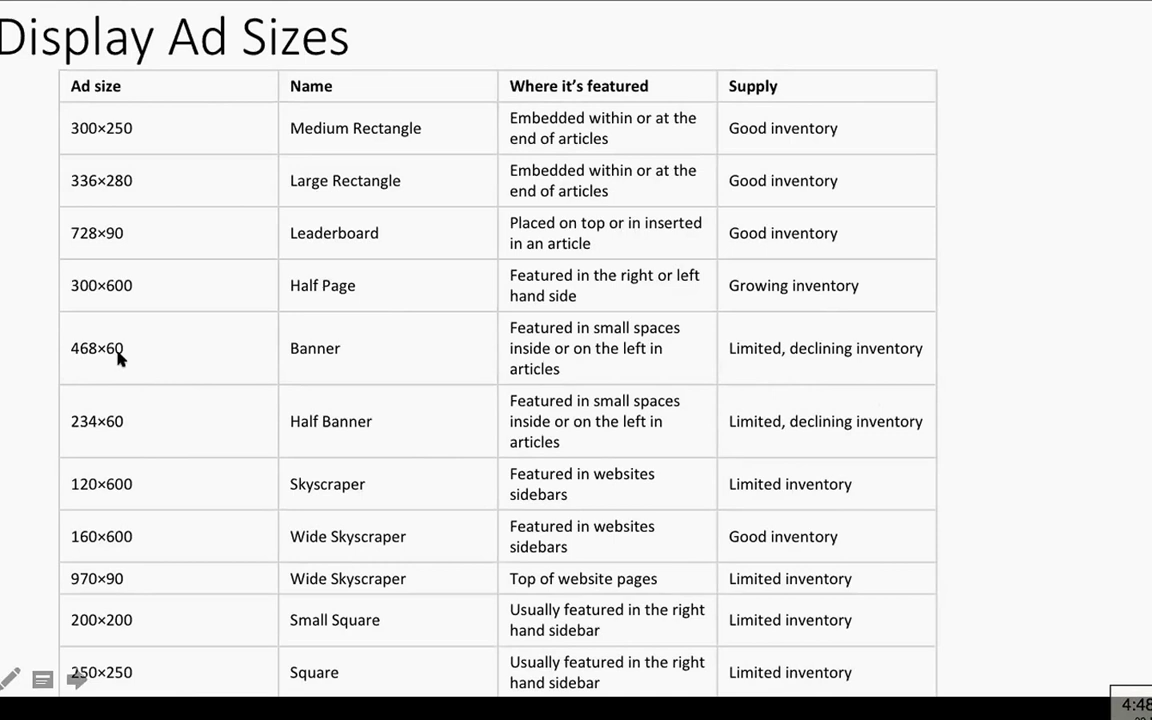 Display Ad Sizes
Ad size Name Where it's featured Supply
300×250 Medium Rectangle Embedded within or at the
end of articles Good inventory
336×280 Large Rectangle Embedded within or at the
end of articles Good inventory
728×90 Leaderboard Placed on top or in inserted
in an article Good inventory
300×600 Half Page Featured in the right or left
hand side Growing inventory
468×60 Banner Featured in small spaces
inside or on the left in
articles Limited, declining inventory
234×60 Half Banner Featured in small spaces
inside or on the left in
articles Limited, declining inventory
120×600 Skyscraper Featured in websites
sidebars Limited inventory
160×600 Wide Skyscraper Featured in websites
sidebars Good inventory
970×90 Wide Skyscraper Top of website pages Limited inventory
200×200 Small Square Usually featured in the right
hand sidebar Limited inventory
250×250 Square Usually featured in the right
hand sidebar Limited inventory
4:48